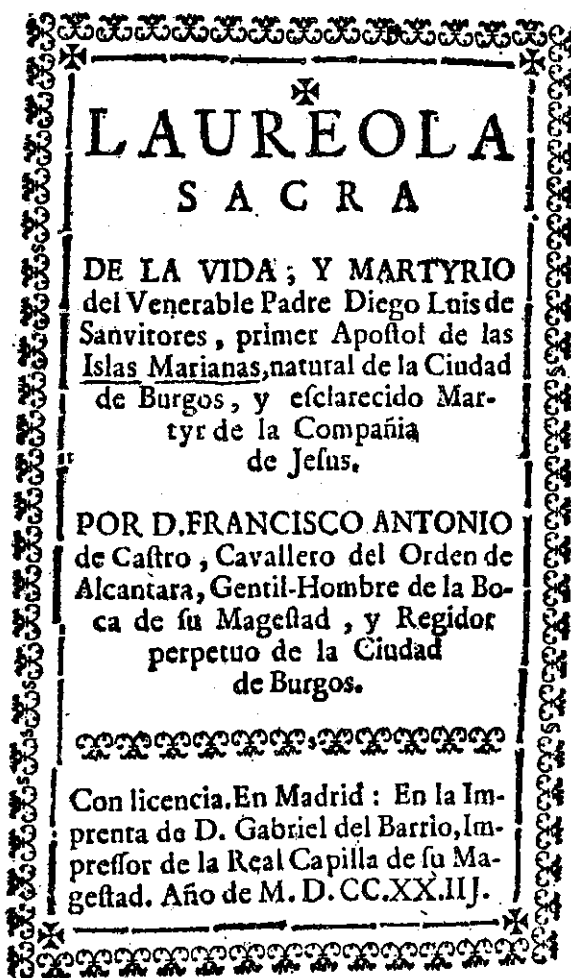 LAUREOLA
SACRA
DE LA VIDA; Y MARTYRIO
del Venerable Padre Diego Luis de
Sanvitores, primer Apoſtol de las
Islas Marianas, natural de la Ciudad
de Burgos, y eſclarecido Mar-
tyr de la Compañia
de Jeſus.
POR D.FRANCISCO ANTONIO
de Caſtro, Cavallero del Orden de
Alcantara, Gentil-Hombre de la Bo-
ca de ſu Mageſtad, y Regidor
perpetuo de la Ciudad
de Burgos.
Con licencia. En Madrid: En la Im-
prenta de D. Gabriel del Barrio, Im-
preſſor de la Real Capilla de ſu Ma-
geſtad. Año de M. D. CC.XX.IIJ.